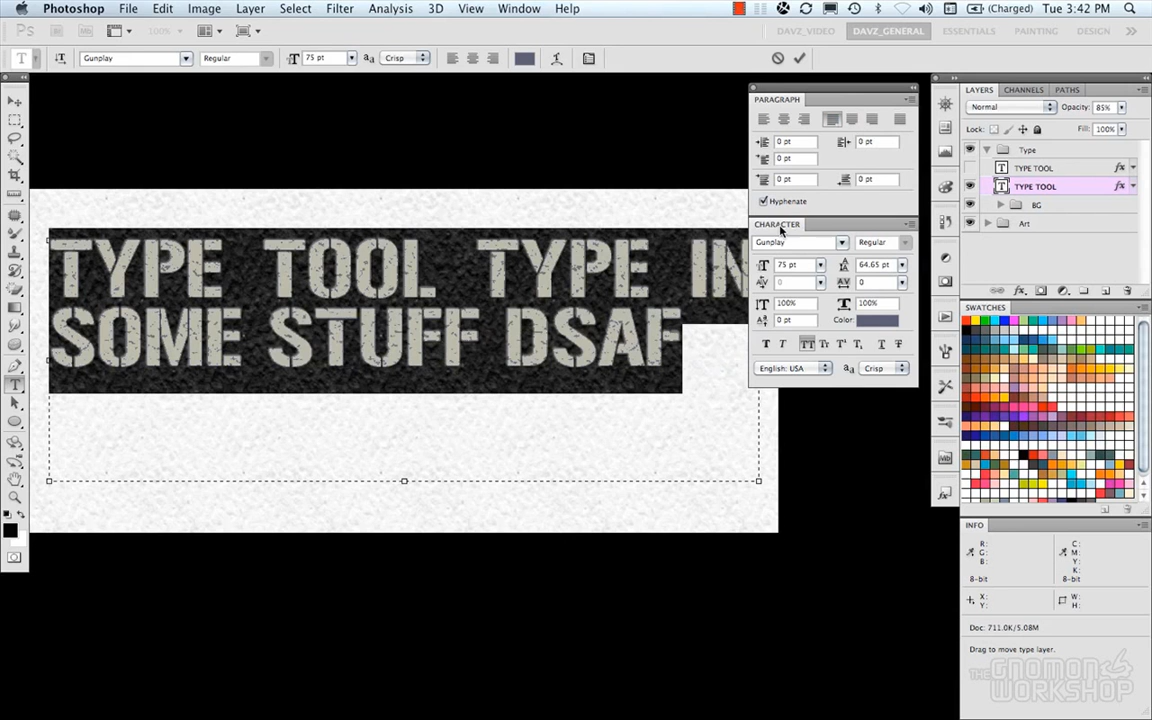 Photoshop File Edit Image Layer Select Filter Analysis 3D View Window Help (Charged) Tue 3:42 PM
Ps 100% DAVZ_VIDEO DAVZ_GENERAL ESSENTIALS PAINTING DESIGN
T Gunplay Regular 75 pt Crisp
PARAGRAPH
0 pt 0 pt
0 pt
0 pt 0 pt
Hyphenate
CHARACTER
Gunplay Regular
75 pt 64.65 pt
0 0
100% 100%
0 pt Color:
English: USA Crisp
LAYERS CHANNELS PATHS
Normal Opacity: 85%
Lock: Fill: 100%
Type
TYPE TOOL fx
TYPE TOOL fx
BG
Art
SWATCHES
INFO
R: C:
G: M:
B: Y:
K:
8-bit 8-bit
X: W:
Y: H:
Doc: 711.0K/5.08M
Drag to move type layer.
TYPE TOOL TYPE IN
SOME STUFF DSAF
THE GNOMON
WORKSHOP